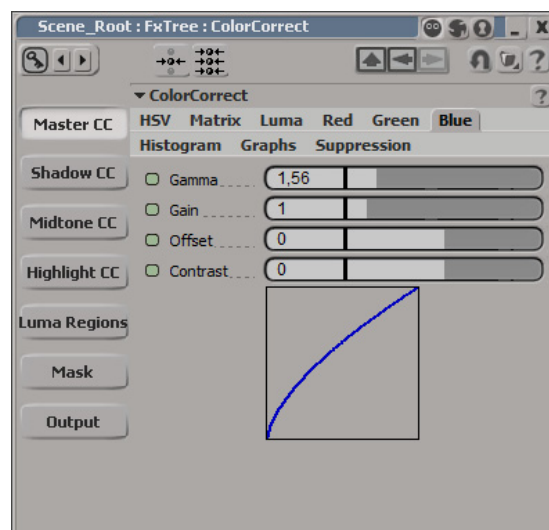 Scene_Root : FxTree : ColorCorrect
ColorCorrect
?
Master CC
HSV Matrix Luma Red Green Blue
Histogram Graphs Suppression
Shadow CC
Gamma 1,56
Midtone CC
Gain 1
Offset 0
Highlight CC
Contrast 0
Luma Regions
Mask
Output